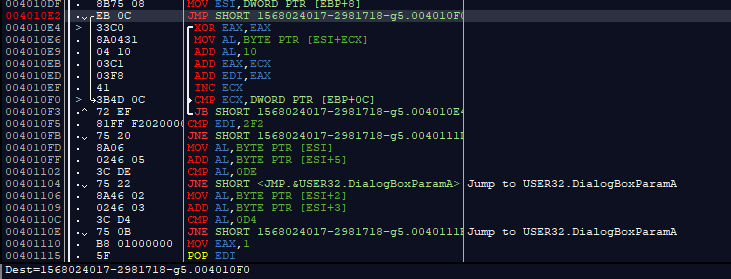 8B75 08 MOV ESI,DWORD PTR [EBP+8]
004010E2 EB 0C JMP SHORT 1568024017-2981718-g5.004010F0
004010E4 > 33C0 XOR EAX,EAX
004010E6 . 8A0431 MOV AL,BYTE PTR [ESI+ECX]
004010E9 . 04 10 ADD AL,10
004010EB . 03C1 ADD EAX,ECX
004010ED . 03F8 ADD EDI,EAX
004010EF . 41 INC ECX
004010F0 > 3B4D 0C CMP ECX,DWORD PTR [EBP+0C]
004010F3 .^ 72 EF JB SHORT 1568024017-2981718-g5.004010E4
004010F5 . 81FF F2020000 CMP EDI,2F2
004010FB . 75 20 JNE SHORT 1568024017-2981718-g5.0040111D
004010FD . 8A06 MOV AL,BYTE PTR [ESI]
004010FF . 0246 05 ADD AL,BYTE PTR [ESI+5]
00401102 . 3C DE CMP AL,0DE
00401104 . 75 22 JNE SHORT <JMP.&USER32.DialogBoxParamA> Jump to USER32.DialogBoxParamA
00401106 . 8A46 02 MOV AL,BYTE PTR [ESI+2]
00401109 . 0246 03 ADD AL,BYTE PTR [ESI+3]
0040110C . 3C D4 CMP AL,0D4
0040110E . 75 0B JNE SHORT 1568024017-2981718-g5.0040111B Jump to USER32.DialogBoxParamA
00401110 . B8 01000000 MOV EAX,1
00401115 . 5F POP EDI
Dest=1568024017-2981718-g5.004010F0